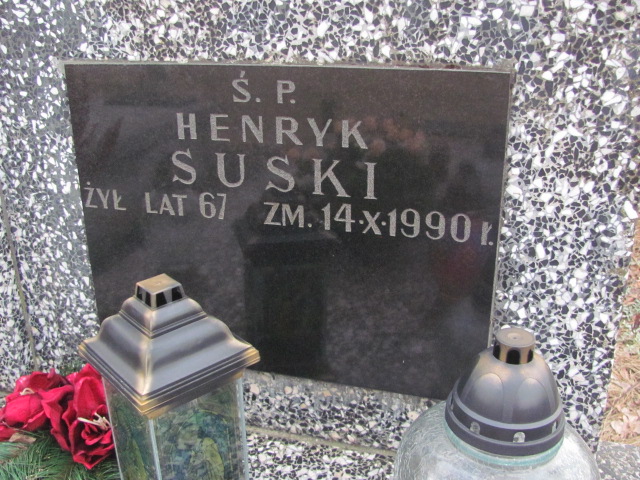 Ś. P.
HENRYK
SUSKI
ŻYŁ LAT 67 ZM. 14·X·1990 r.